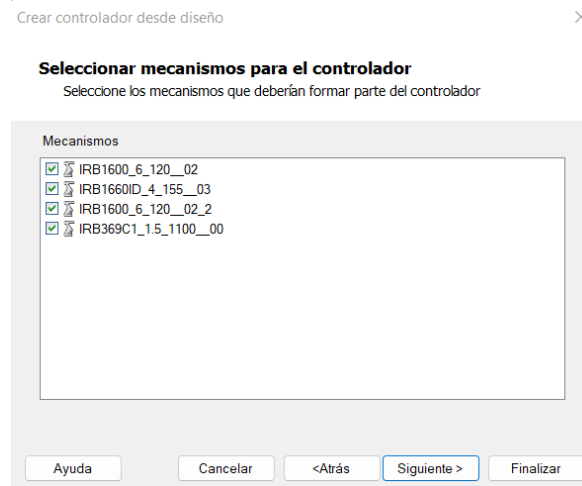 Crear controlador desde diseño
Seleccionar mecanismos para el controlador
Seleccione los mecanismos que deberían formar parte del controlador
Mecanismos
IRB1600_6_120__02
IRB1660ID_4_155__03
IRB1600_6_120__02_2
IRB369C1_1.5_1100__00
Ayuda Cancelar <Atrás Siguiente > Finalizar